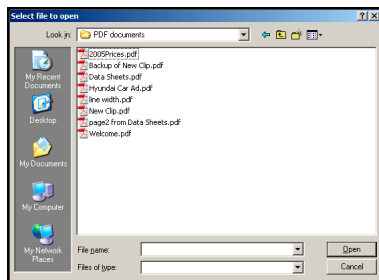 Select file to open
Look in:
PDF documents
2005Prices.pdf
Backup of New Clip.pdf
Data Sheets.pdf
Hyundai Car Ad.pdf
line width.pdf
New Clip.pdf
page2 from Data Sheets.pdf
Welcome.pdf
My Recent
Documents
Desktop
My Documents
My Computer
My Network
Places
File name:
Open
Files of type:
Cancel